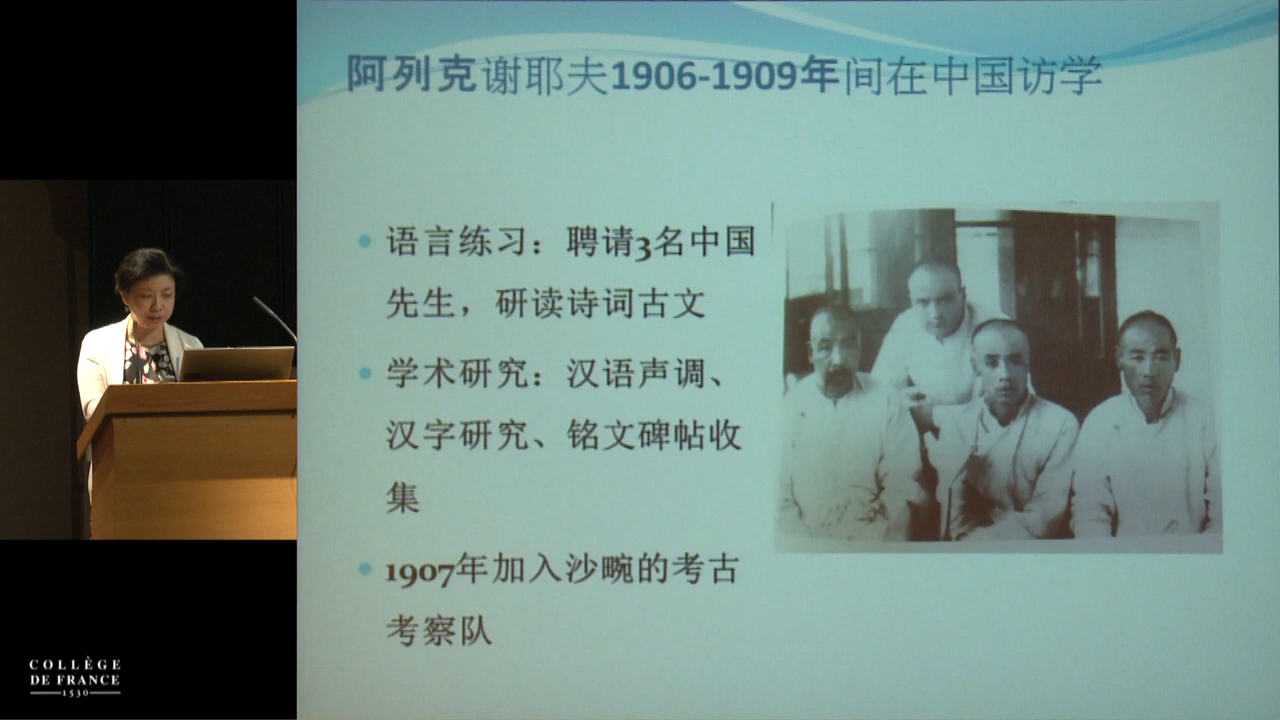 阿列克谢耶夫1906-1909年间在中国访学
语言练习：聘请3名中国
先生，研读诗词古文
学术研究：汉语声调、
汉字研究、铭文碑帖收
集
1907年加入沙畹的考古
考察队
COLLÈGE
DE FRANCE
1530